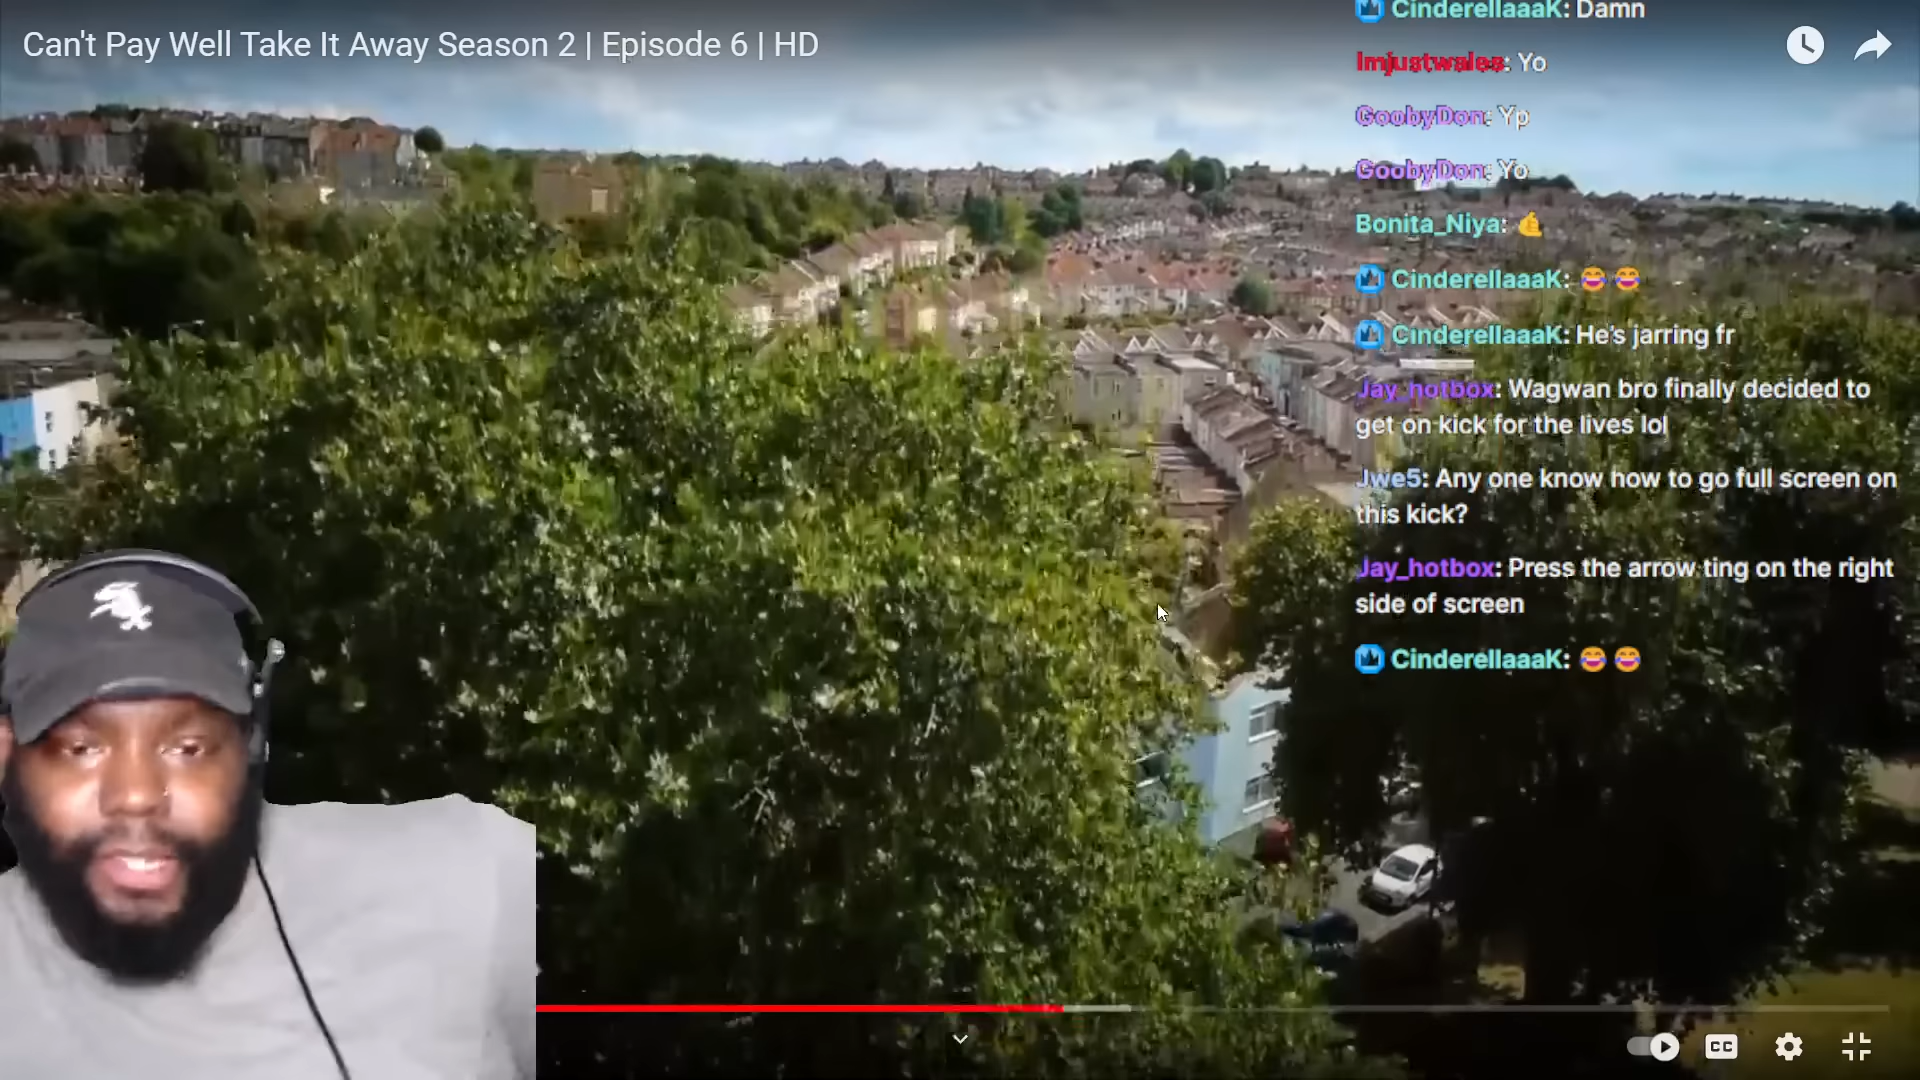 Can't Pay Well Take It Away Season 2 | Episode 6 | HD
CinderellaaaK: Damn
Imjustwales: Yo
GoobyDon: Yp
GoobyDon: Yo
Bonita_Niya: 🤙
CinderellaaaK: 😂 😂
CinderellaaaK: He's jarring fr
Jay_hotbox: Wagwan bro finally decided to
get on kick for the lives lol
Jwe5: Any one know how to go full screen on
this kick?
Jay_hotbox: Press the arrow ting on the right
side of screen
CinderellaaaK: 😂 😂
CC